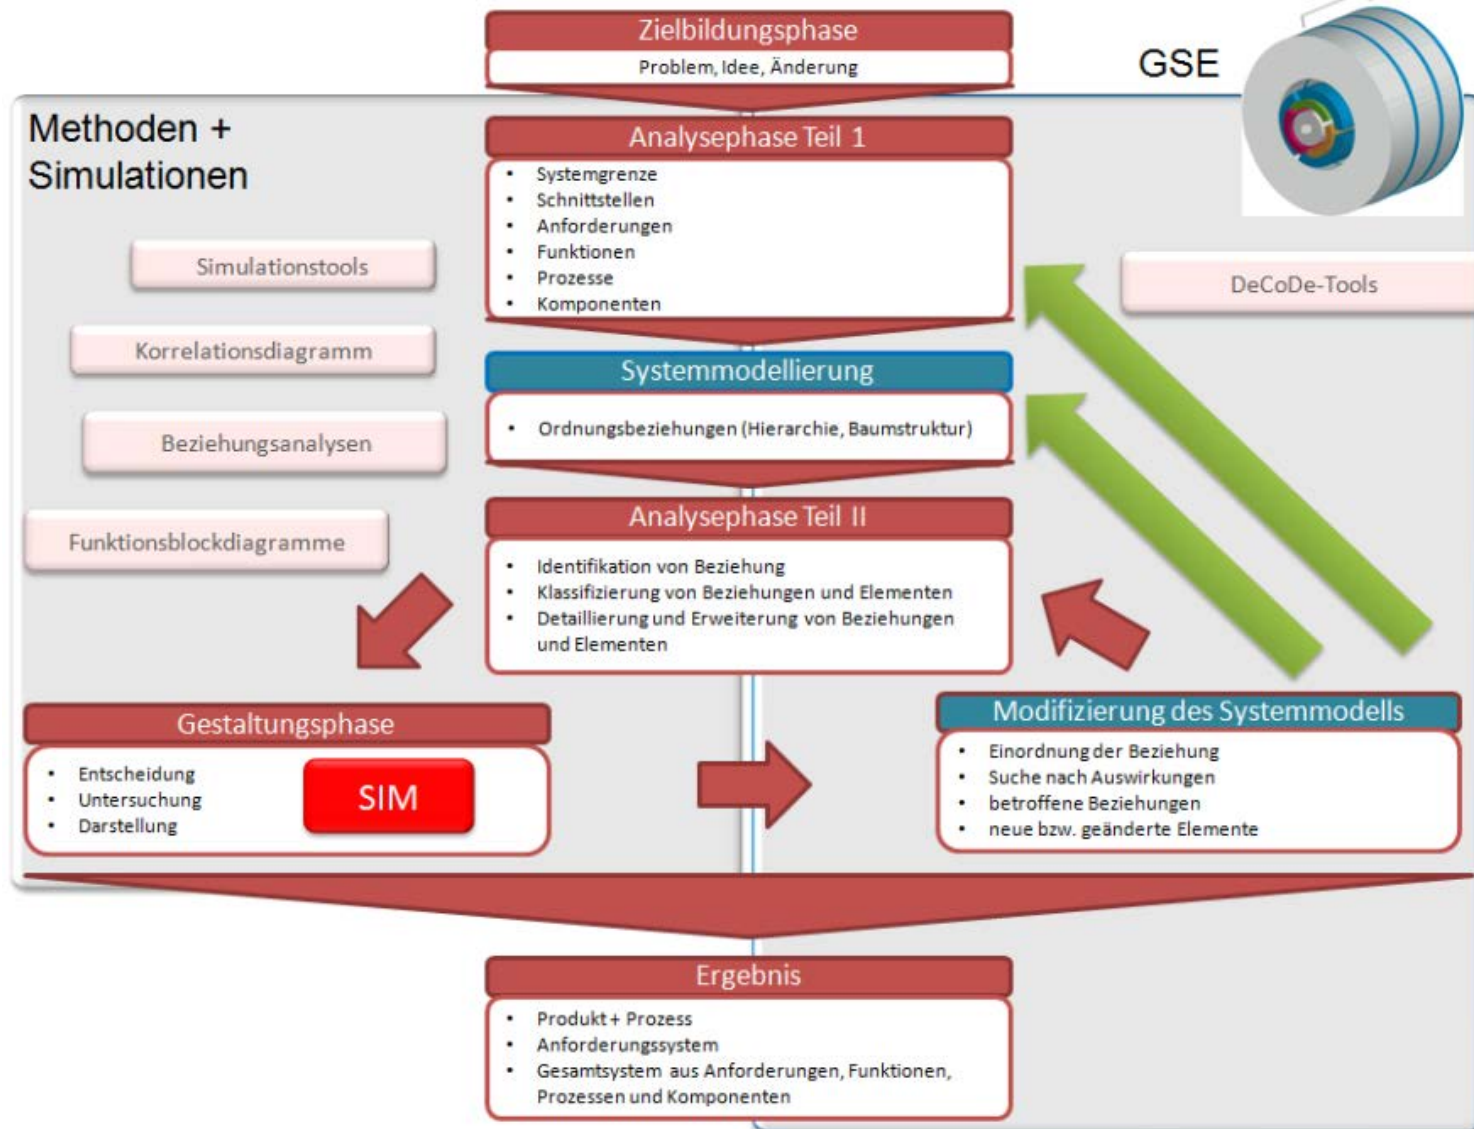 Zielbildungsphase
Problem, Idee, Änderung
GSE
Methoden +
Simulationen
Analysephase Teil 1
• Systemgrenze
• Schnittstellen
• Anforderungen
• Funktionen
• Prozesse
• Komponenten
Simulationstools
Korrelationsdiagramm
Beziehungsanalysen
Funktionsblockdiagramme
DeCoDe-Tools
Systemmodellierung
• Ordnungsbeziehungen (Hierarchie, Baumstruktur)
Analysephase Teil II
• Identifikation von Beziehung
• Klassifizierung von Beziehungen und Elementen
• Detaillierung und Erweiterung von Beziehungen
und Elementen
Gestaltungsphase
• Entscheidung
• Untersuchung
• Darstellung
SIM
Modifizierung des Systemmodells
• Einordnung der Beziehung
• Suche nach Auswirkungen
• betroffene Beziehungen
• neue bzw. geänderte Elemente
Ergebnis
• Produkt + Prozess
• Anforderungssystem
• Gesamtsystem aus Anforderungen, Funktionen,
Prozessen und Komponenten